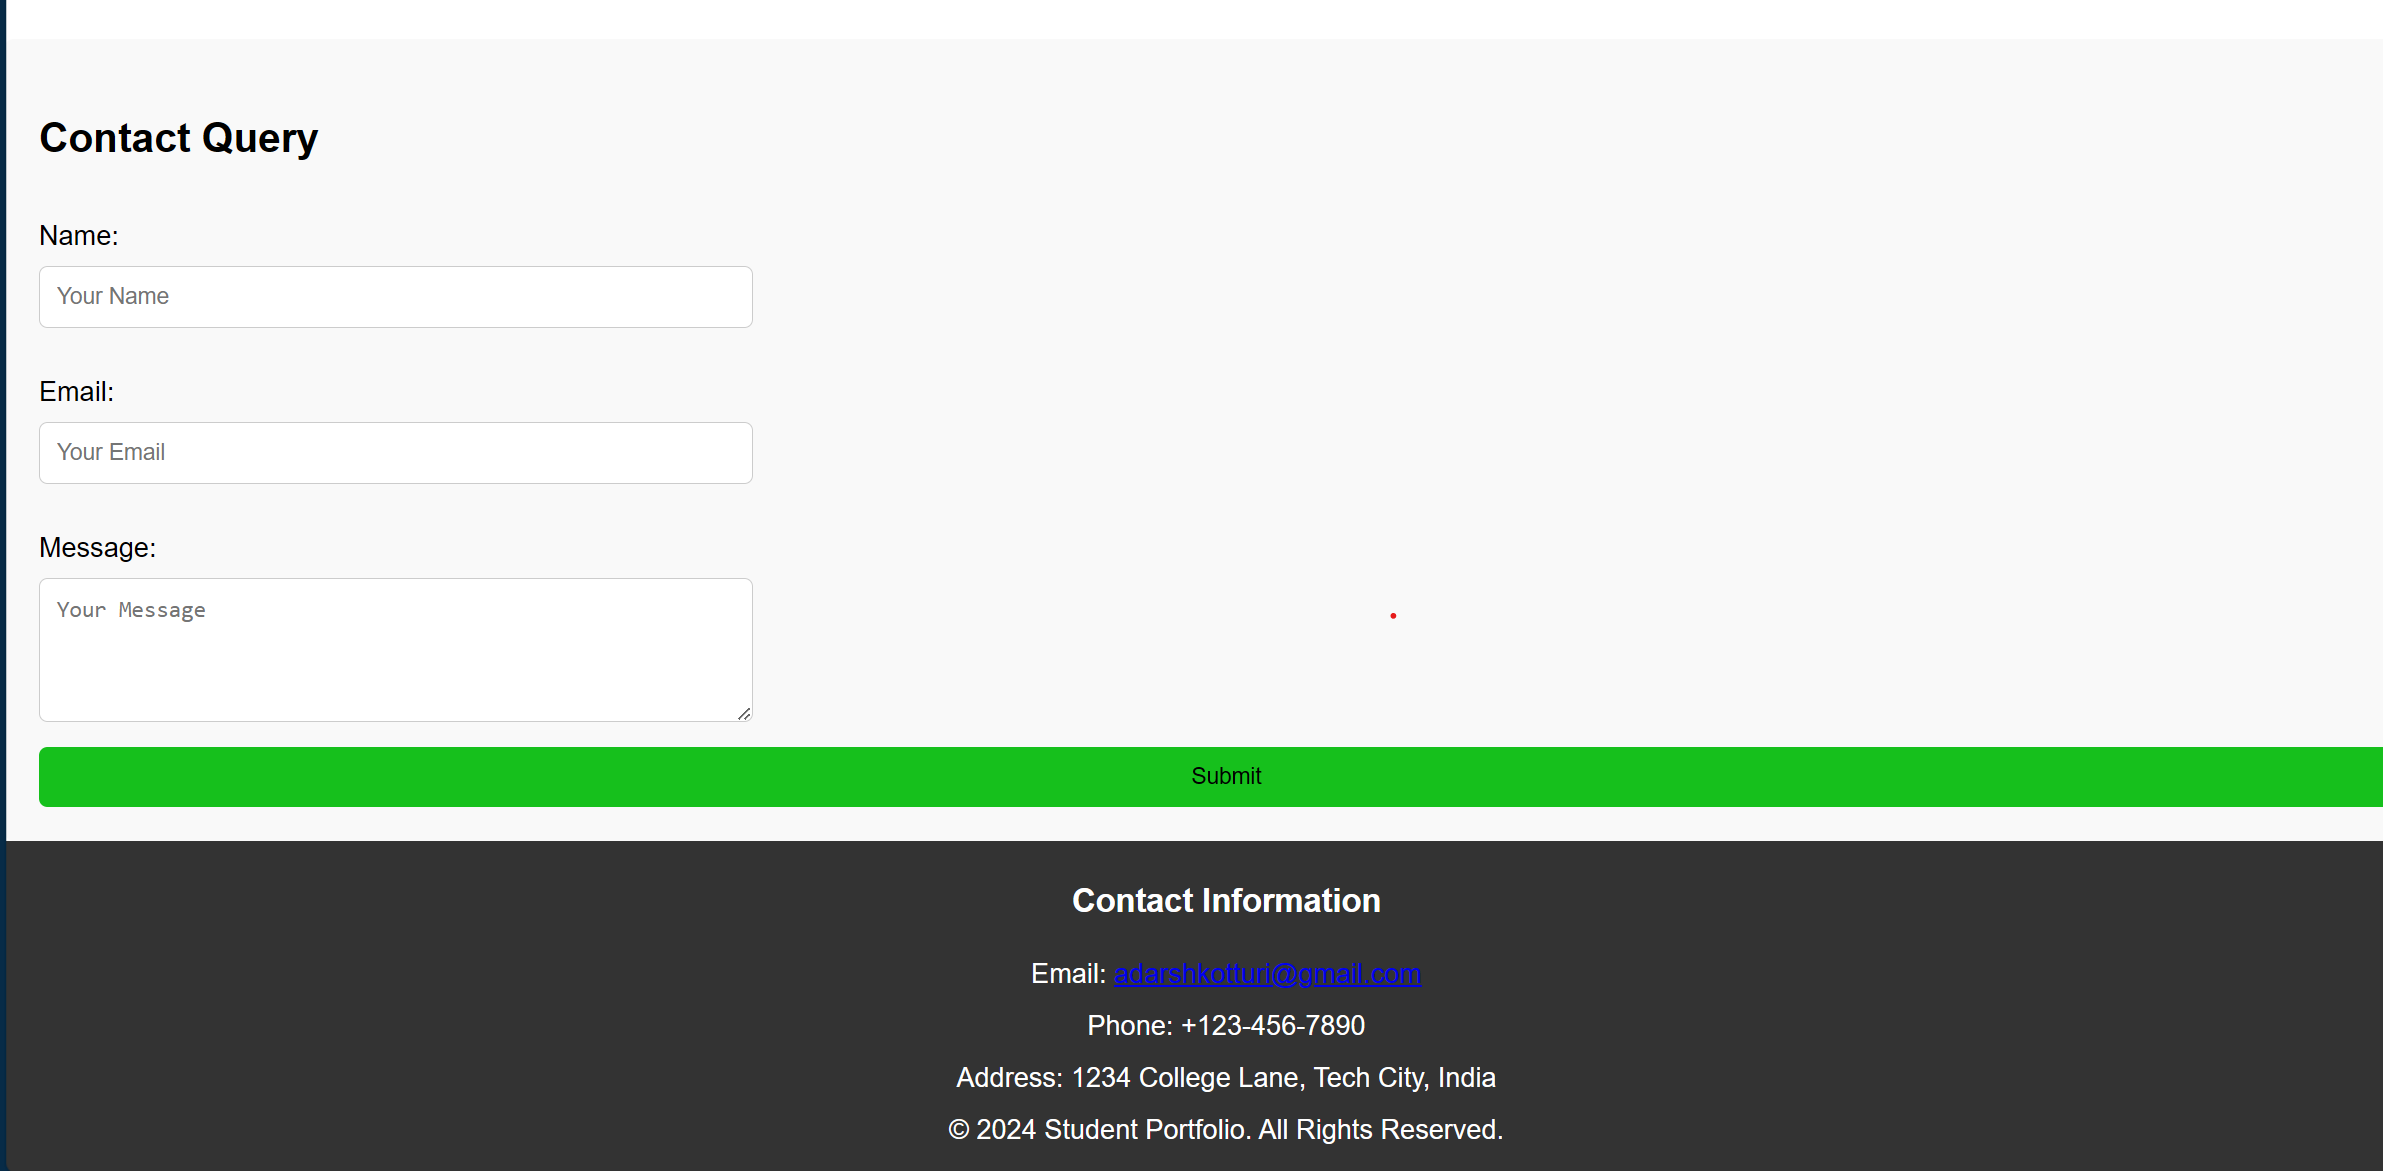 Contact Query
Name:
Your Name
Email:
Your Email
Message:
Your Message
Submit
Contact Information
Email: adarshkotturi@gmail.com
Phone: +123-456-7890
Address: 1234 College Lane, Tech City, India
© 2024 Student Portfolio. All Rights Reserved.